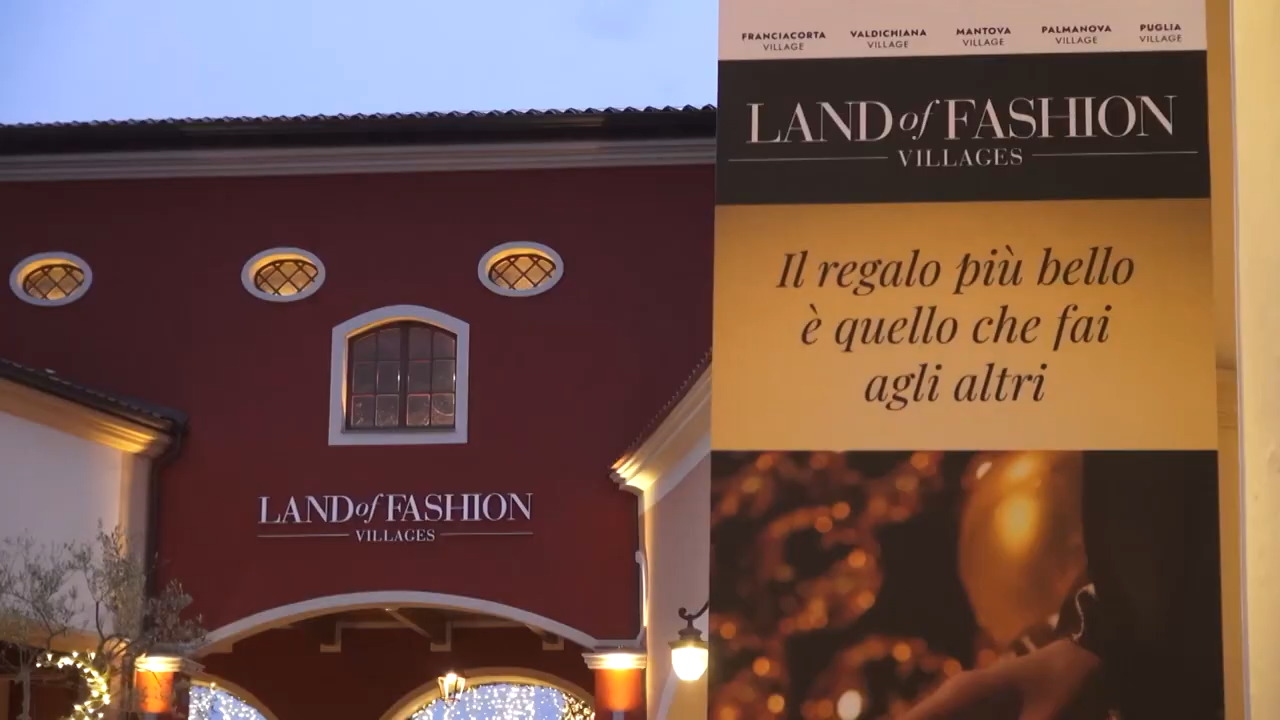 FRANCIACORTA VALDICHIANA MANTOVA PALMANOVA PUGLIA
VILLAGE VILLAGE VILLAGE VILLAGE VILLAGE
LAND of FASHION
VILLAGES
Il regalo più bello
è quello che fai
agli altri
LAND of FASHION
VILLAGES